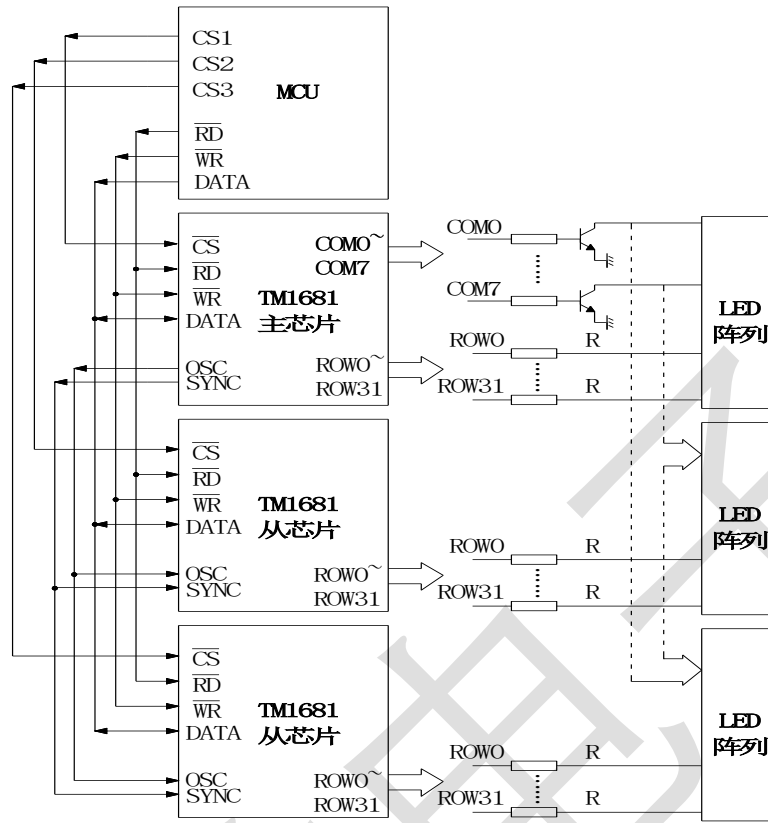 CS1
CS2
CS3
MCU
RD
WR
DATA
CS
RD
WR
DATA
OSC
SYNC
TM1681
主芯片
COM0~
COM7
ROW0~
ROW31
COM0
COM7
ROW0 R
ROW31 R
LED
阵列
CS
RD
WR
DATA
OSC
SYNC
TM1681
从芯片
ROW0~
ROW31
ROW0 R
ROW31 R
LED
阵列
CS
RD
WR
DATA
OSC
SYNC
TM1681
从芯片
ROW0~
ROW31
ROW0 R
ROW31 R
LED
阵列